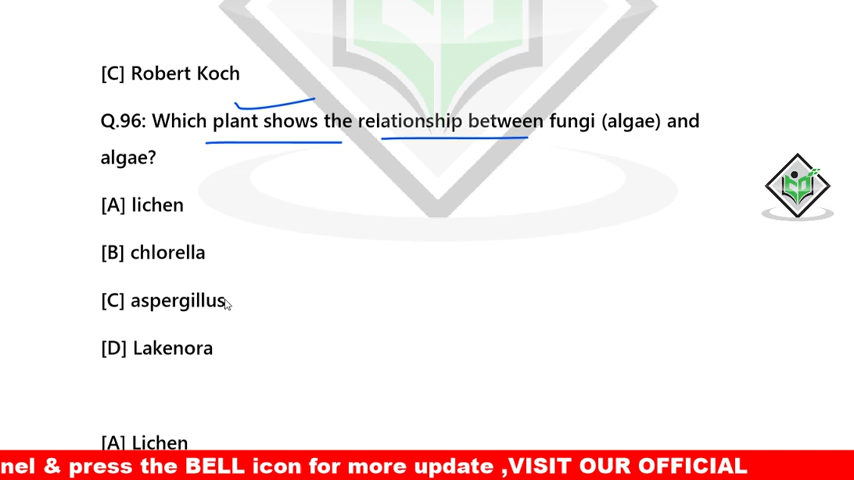 [C] Robert Koch
Q.96: Which plant shows the relationship between fungi (algae) and
algae?
[A] lichen
[B] chlorella
[C] aspergillus
[D] Lakenora
[A] Lichen
nel & press the BELL icon for more update ,VISIT OUR OFFICIAL